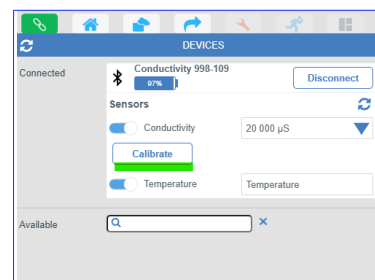 DEVICES
Connected
Conductivity 998-109
97%
Disconnect
Sensors
Conductivity
20 000 µS
Calibrate
Temperature
Temperature
Available